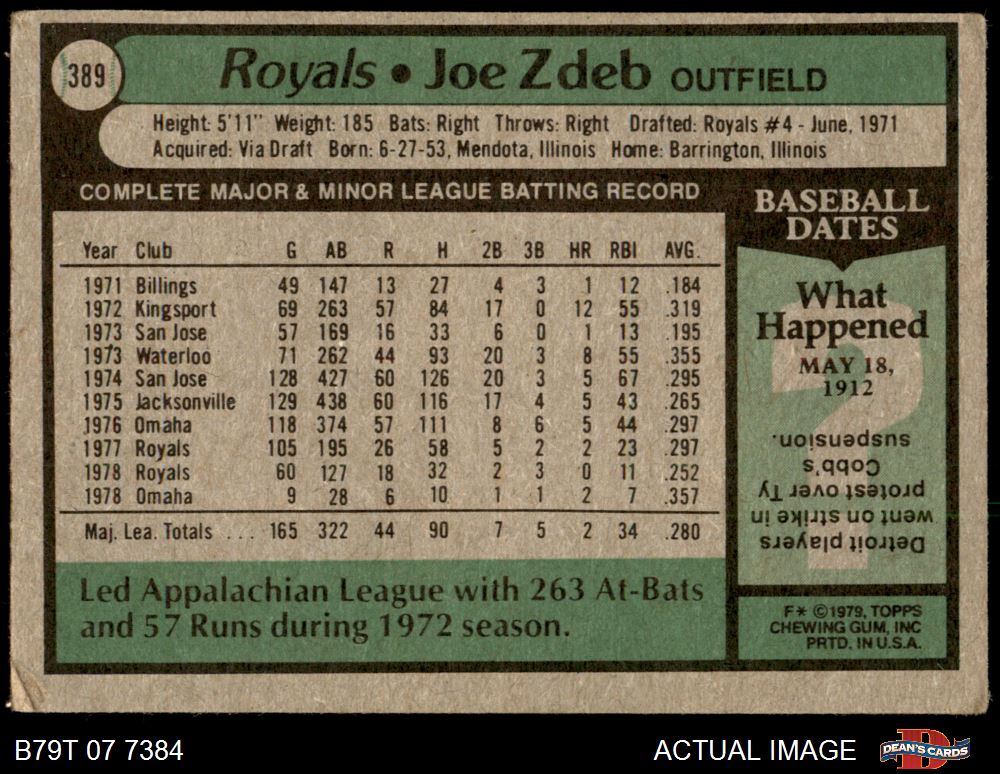 389
Royals • Joe Zdeb OUTFIELD
Height: 5'11" Weight: 185 Bats: Right Throws: Right Drafted: Royals #4 - June, 1971
Acquired: Via Draft Born: 6-27-53, Mendota, Illinois Home: Barrington, Illinois
COMPLETE MAJOR & MINOR LEAGUE BATTING RECORD
Year Club G AB R H 2B 3B HR RBI AVG.
1971 Billings 49 147 13 27 4 3 1 12 .184
1972 Kingsport 69 263 57 84 17 0 12 55 .319
1973 San Jose 57 169 16 33 6 0 1 13 .195
1973 Waterloo 71 262 44 93 20 3 8 55 .355
1974 San Jose 128 427 60 126 20 3 5 67 .295
1975 Jacksonville 129 438 60 116 17 4 5 43 .265
1976 Omaha 118 374 57 111 8 6 5 44 .297
1977 Royals 105 195 26 58 5 2 2 23 .297
1978 Royals 60 127 18 32 2 3 0 11 .252
1978 Omaha 9 28 6 10 1 1 2 7 .357
Maj. Lea. Totals . . . 165 322 44 90 7 5 2 34 .280
Led Appalachian League with 263 At-Bats
and 57 Runs during 1972 season.
BASEBALL
DATES
What
Happened
MAY 18,
1912
?
Detroit players
went on strike in
protest over Ty
Cobb's
suspension.
F* ©1979, TOPPS
CHEWING GUM, INC
PRTD. IN U.S.A.
B79T 07 7384
ACTUAL IMAGE
DEAN'S CARDS